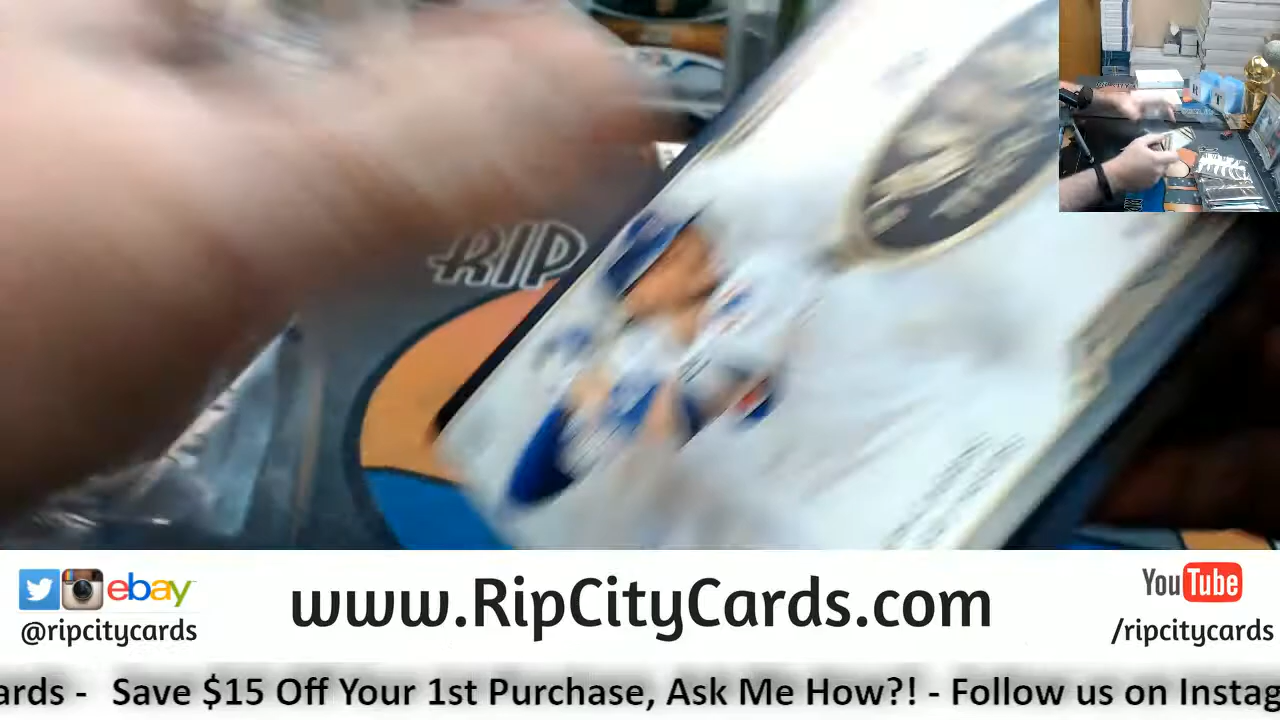 RIP
ebay
www.RipCityCards.com
YouTube
@ripcitycards
/ripcitycards
ards - Save $15 Off Your 1st Purchase, Ask Me How?! - Follow us on Instag